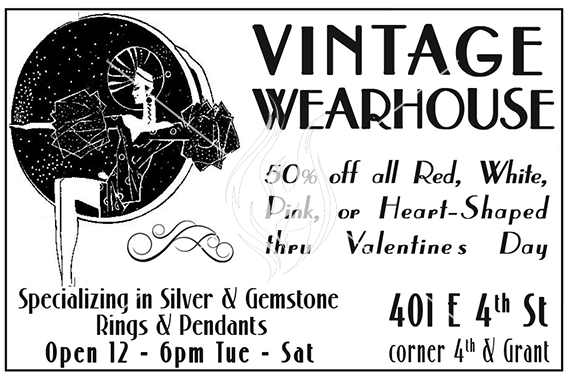 VINTAGE
WEARHOUSE
50% off all Red, White,
Pink, or Heart-Shaped
thru Valentines Day
Specializing in Silver & Gemstone
Rings & Pendants
Open 12 - 6pm Tue - Sat
401 E 4th St
corner 4th & Grant